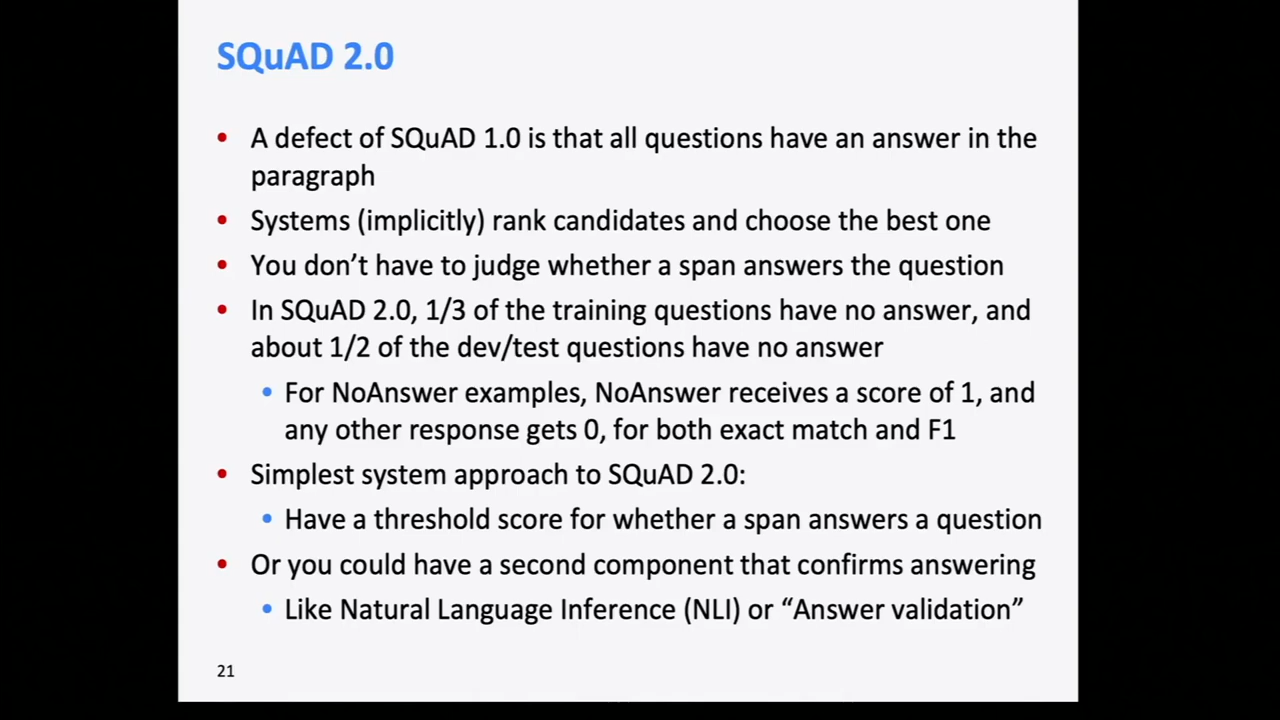 SQuAD 2.0
• A defect of SQuAD 1.0 is that all questions have an answer in the
paragraph
• Systems (implicitly) rank candidates and choose the best one
• You don’t have to judge whether a span answers the question
• In SQuAD 2.0, 1/3 of the training questions have no answer, and
about 1/2 of the dev/test questions have no answer
• For NoAnswer examples, NoAnswer receives a score of 1, and
any other response gets 0, for both exact match and F1
• Simplest system approach to SQuAD 2.0:
• Have a threshold score for whether a span answers a question
• Or you could have a second component that confirms answering
• Like Natural Language Inference (NLI) or “Answer validation”
21